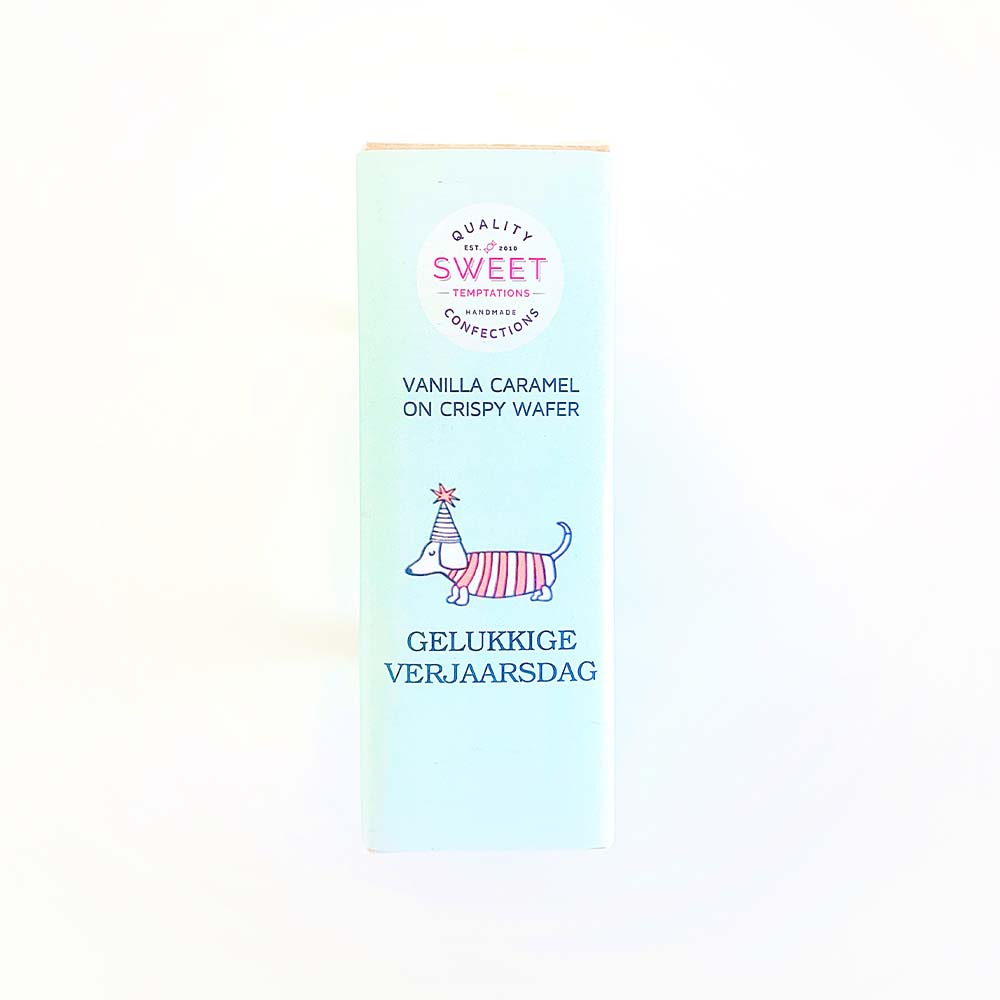 QUALITY
EST. 2010
SWEET
TEMPTATIONS
HANDMADE
CONFECTIONS
VANILLA CARAMEL
ON CRISPY WAFER
GELUKKIGE
VERJAARSDAG